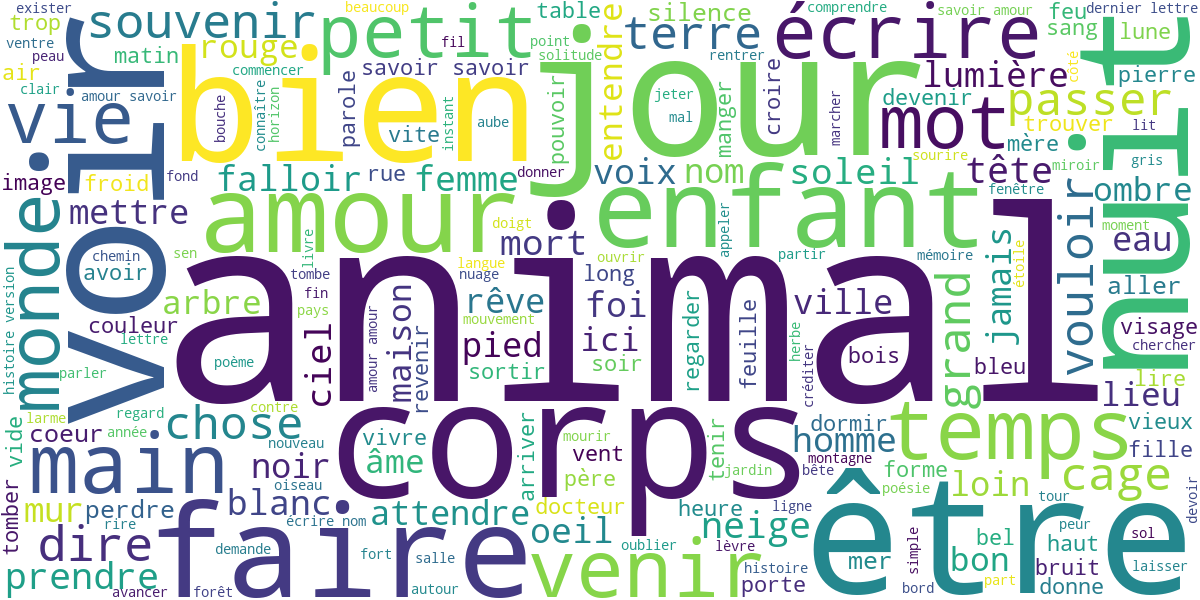 exister
trop
souvenir
beaucoup
petit
fil
table
silence
terre
comprendre
écrire
savoir amour
feu
sang
dernier lettre
lune
ventre
peau
matin
rouge
commencer
savoir
savoir
point
solitude
entendre
rentrer
lumière
côté
pierre
air
clair
amour savoir
vie
voir
bien
jour
nuit
bouche
connaître
horizon
parole
vite
instant
aube
pouvoir
jeter
mal
manger
croire
marcher
mot
devenir
passer
trouver
lit
image
froid
fond
falloir
rue
femme
donner
voix
nom
soleil
sourire
tête
mère
miroir
gris
mettre
monde
chemin
avoir
sen
amour
livre
doigt
mort
enfant
ouvrir
appeler
partir
mémoire
fenêtre
étoile
jamais
vouloir
ombre
moment
eau
histoire version
arbre
couleur
lettre
tombe
fin
pays
langue
nuage
long
rêve
foi
ville
grand
aller
visage
chercher
animal
poème
ciel
amour amour
maison
revenir
mouvement
pied
ici
sortir
soir
regarder
feuille
herbe
créditer
bois
bleu
lire
lieu
parler
larme
regard
année
contre
chose
nouveau
vide
coeur
main
noir
oiseau
corps
vivre
âme
arriver
mourir
vent
père
tenir
jardin
dormir
homme
montagne
bête
temps
vieux
fille
tomber
mur
perdre
rire
blanc
écrire nom
attendre
docteur
oeil
heure
neige
ligne
forme
poésie
loin
cage
tour
devoir
dire
faire
demande
fort
salle
venir
oublier
lèvre
histoire
être
mer
simple
bel
bon
peur
haut
bruit
sol
laisser
prendre
avancer
forêt
autour
porte
bord
part
donne